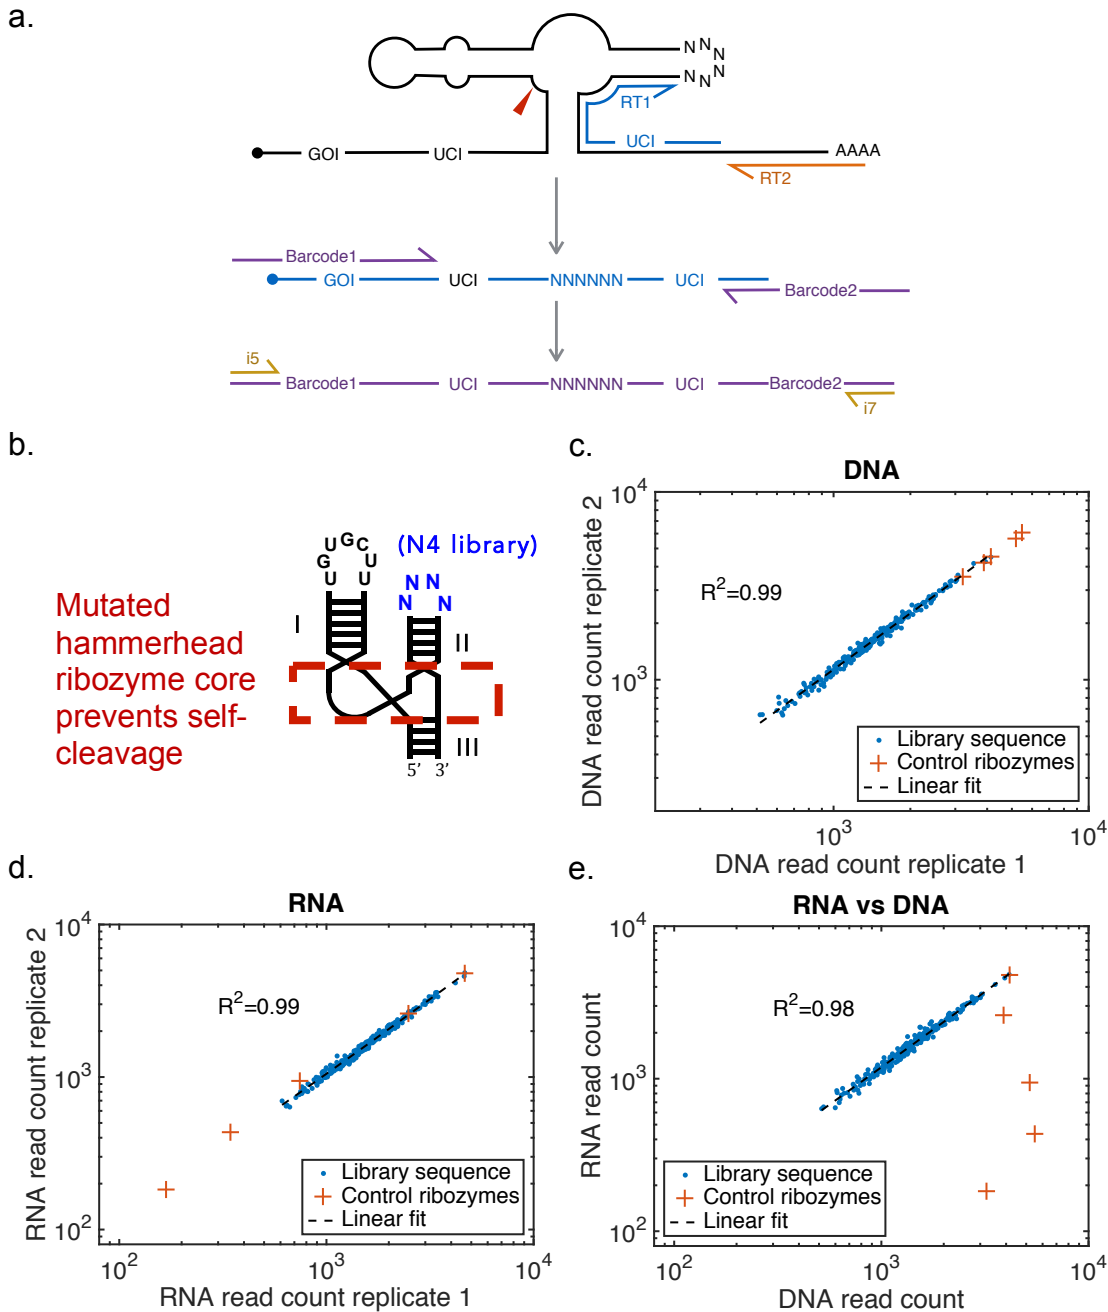 a.
N N N
N N N
RT1
UCI
GOI UCI AAAA
RT2
Barcode1
GOI UCI NNNNNN UCI
Barcode2
i5
Barcode1 UCI NNNNNN UCI Barcode2
i7
b.
Mutated
hammerhead
ribozyme core
prevents self-
cleavage
U G U G C U U
(N4 library)
N N N N
I
II
III
5' 3'
c.
DNA
DNA read count replicate 2
10^4
10^3
R^2=0.99
Library sequence
Control ribozymes
Linear fit
10^3 10^4
DNA read count replicate 1
d.
RNA
RNA read count replicate 2
10^4
10^3
10^2
R^2=0.99
Library sequence
Control ribozymes
Linear fit
10^2 10^3 10^4
RNA read count replicate 1
e.
RNA vs DNA
RNA read count
10^4
10^3
10^2
R^2=0.98
Library sequence
Control ribozymes
Linear fit
10^2 10^3 10^4
DNA read count